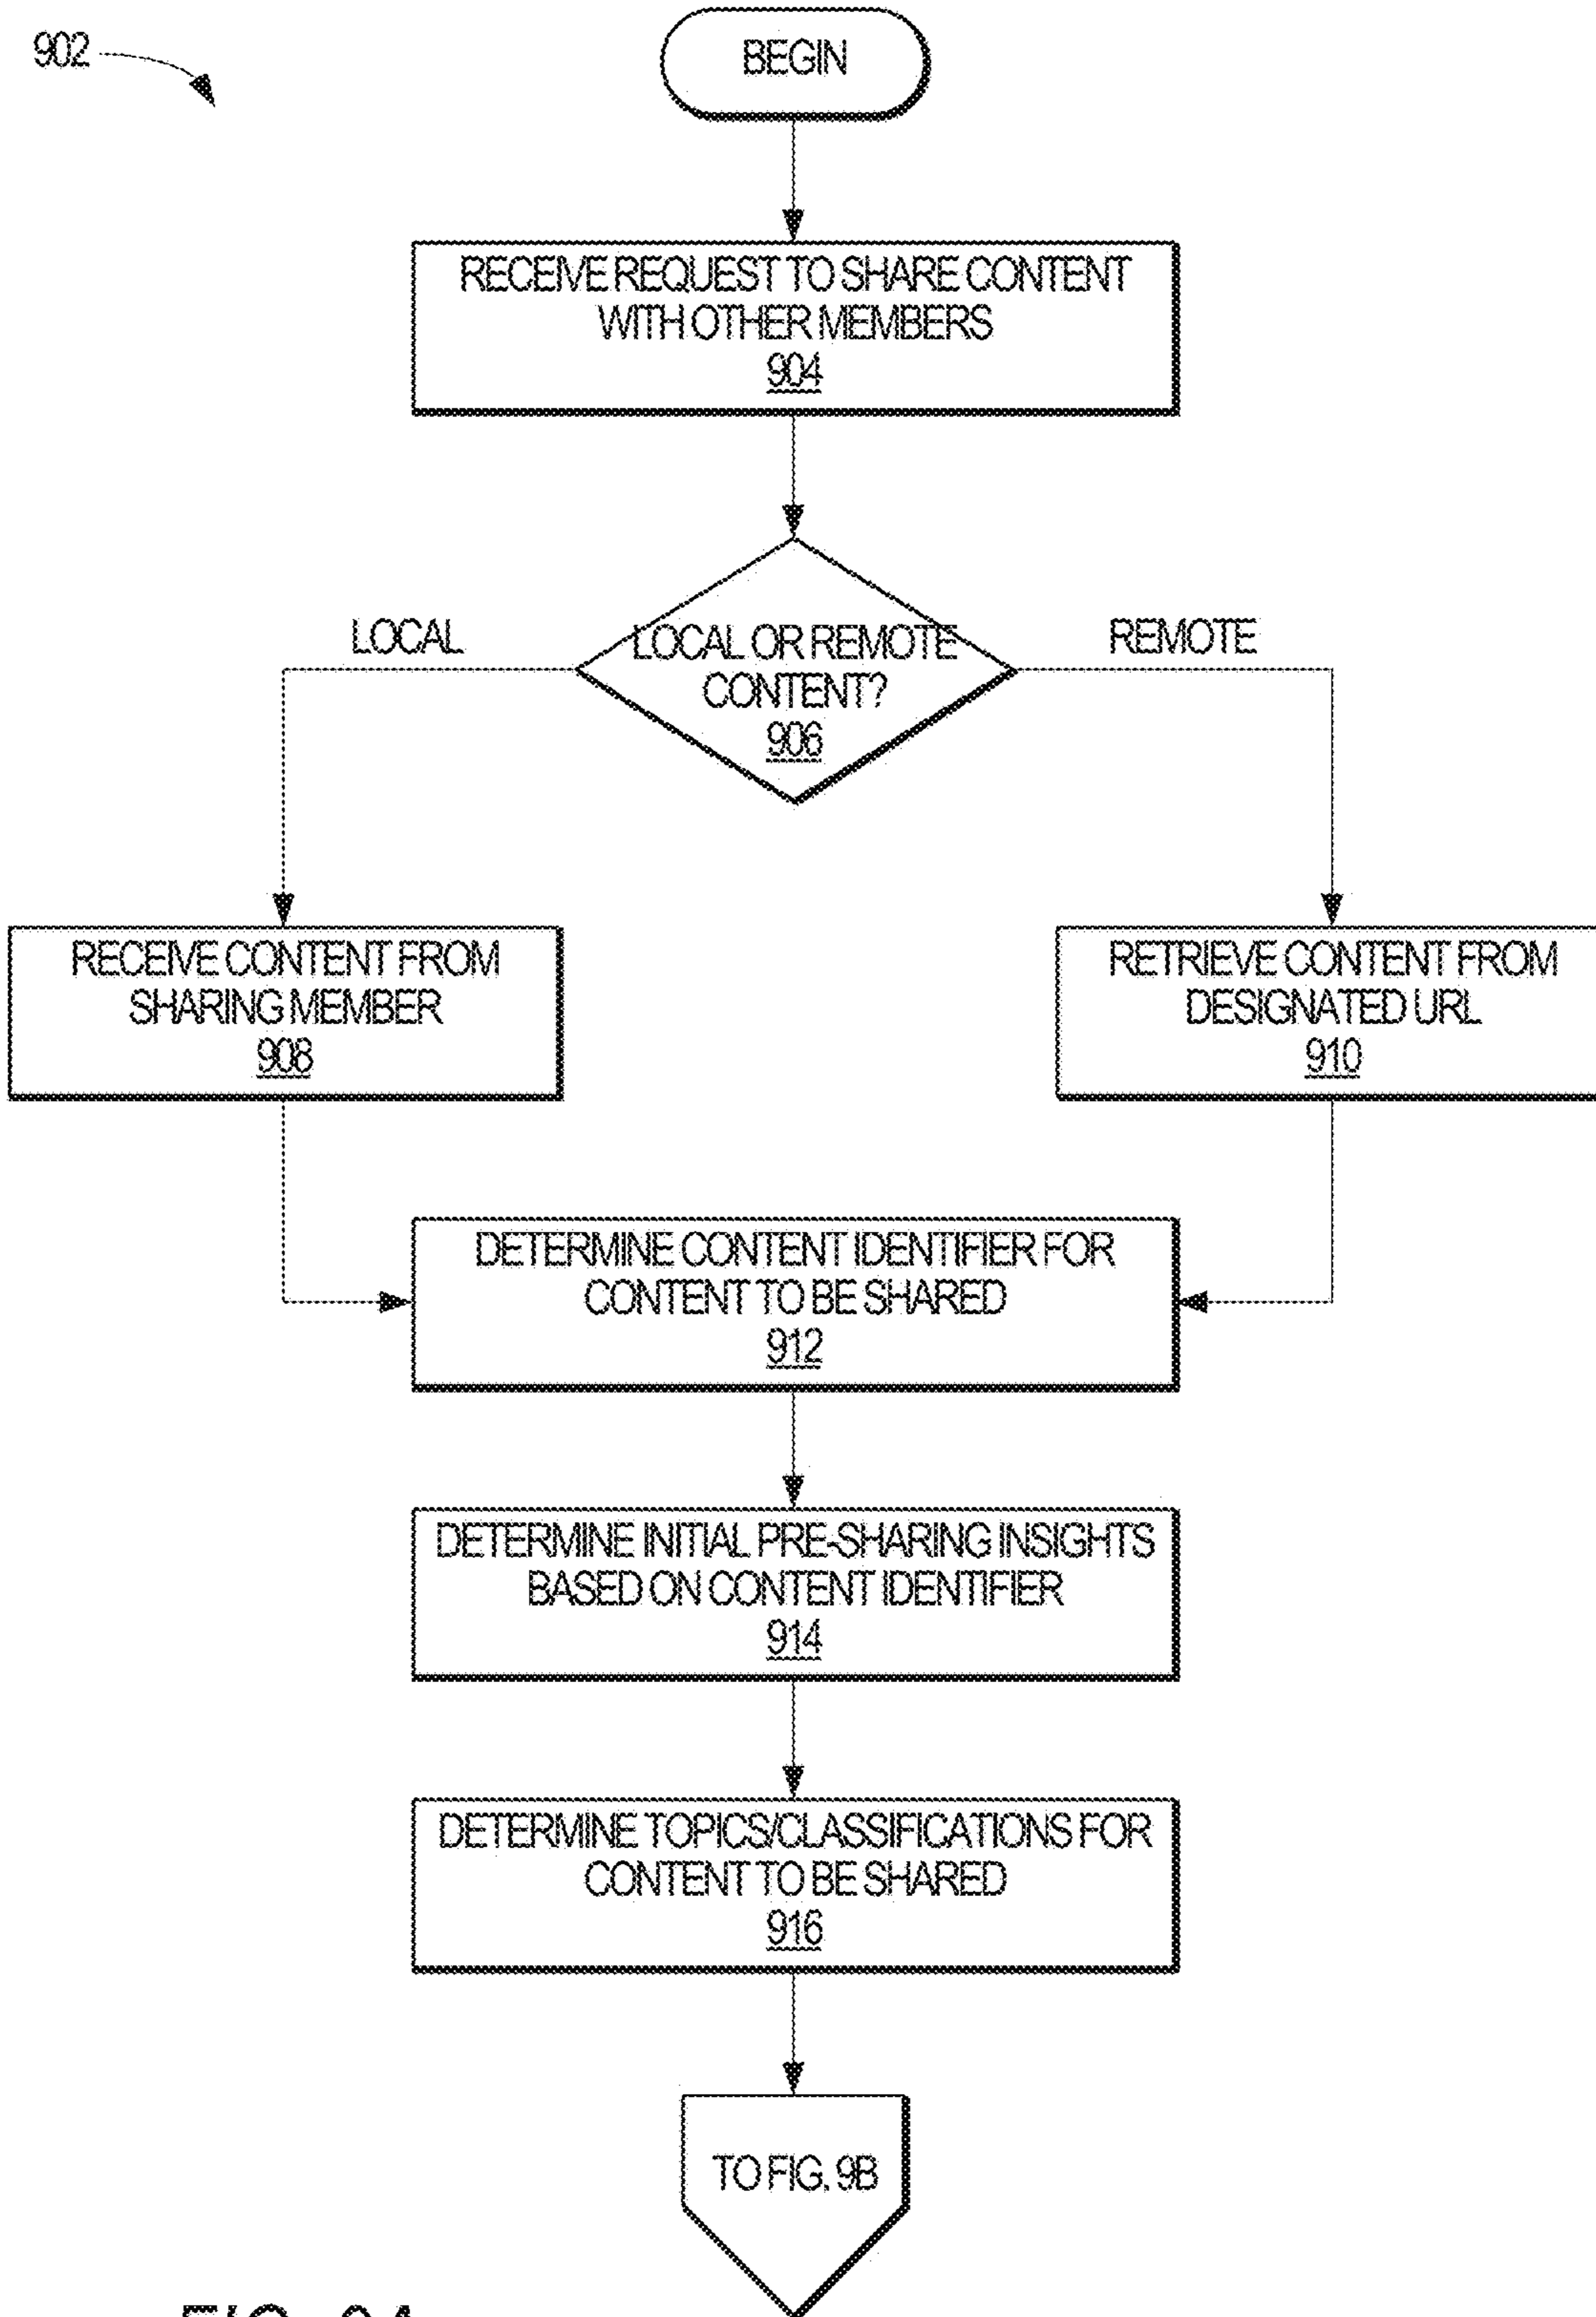 902
BEGIN
RECEIVE REQUEST TO SHARE CONTENT
WITH OTHER MEMBERS
904
LOCAL
LOCAL OR REMOTE
CONTENT?
906
REMOTE
RECEIVE CONTENT FROM
SHARING MEMBER
908
RETRIEVE CONTENT FROM
DESIGNATED URL
910
DETERMINE CONTENT IDENTIFIER FOR
CONTENT TO BE SHARED
912
DETERMINE INITIAL PRE-SHARING INSIGHTS
BASED ON CONTENT IDENTIFIER
914
DETERMINE TOPICS/CLASSIFICATIONS FOR
CONTENT TO BE SHARED
916
TO FIG. 9B